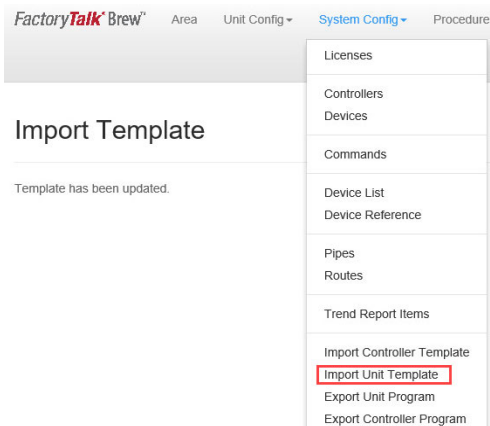 FactoryTalk® Brew™ Area Unit Config System Config Procedure
Licenses
Controllers
Devices
Import Template
Commands
Template has been updated.
Device List
Device Reference
Pipes
Routes
Trend Report Items
Import Controller Template
Import Unit Template
Export Unit Program
Export Controller Program